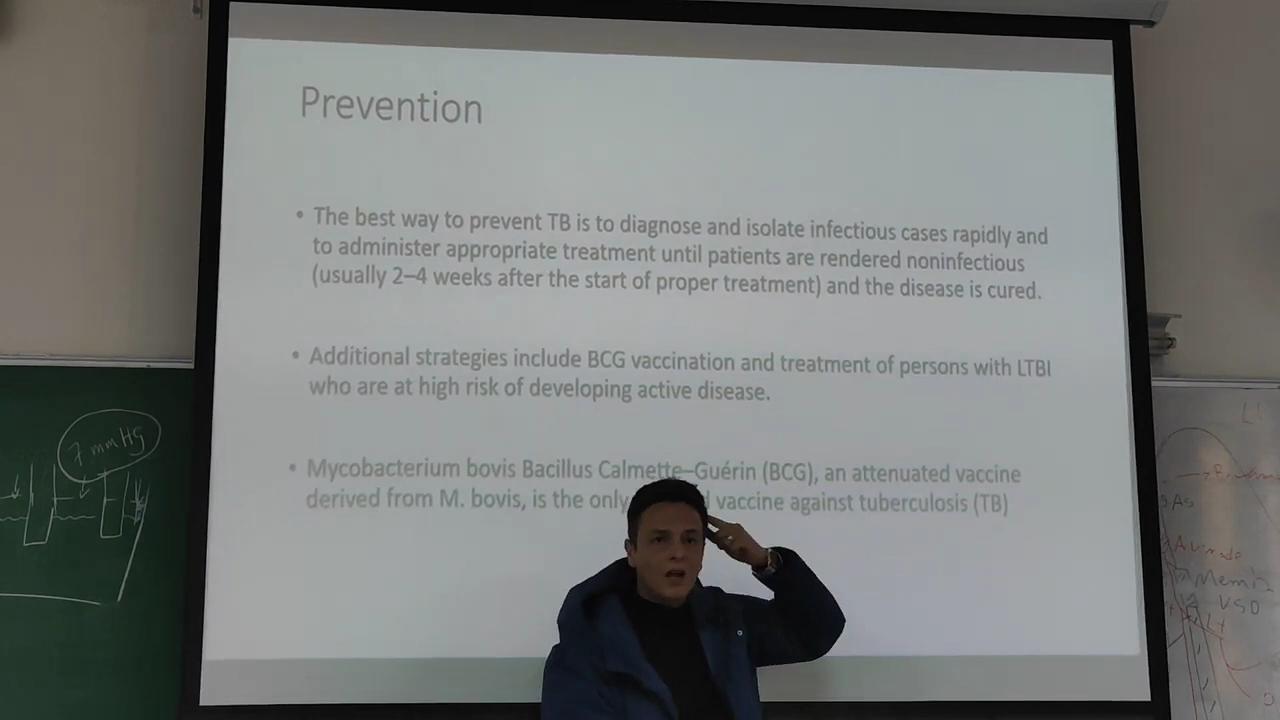 Prevention
• The best way to prevent TB is to diagnose and isolate infectious cases rapidly and
to administer appropriate treatment until patients are rendered noninfectious
(usually 2–4 weeks after the start of proper treatment) and the disease is cured.
• Additional strategies include BCG vaccination and treatment of persons with LTBI
who are at high risk of developing active disease.
• Mycobacterium bovis Bacillus Calmette–Guérin (BCG), an attenuated vaccine
derived from M. bovis, is the only vaccine against tuberculosis (TB)
7 mmHg
As
VSD